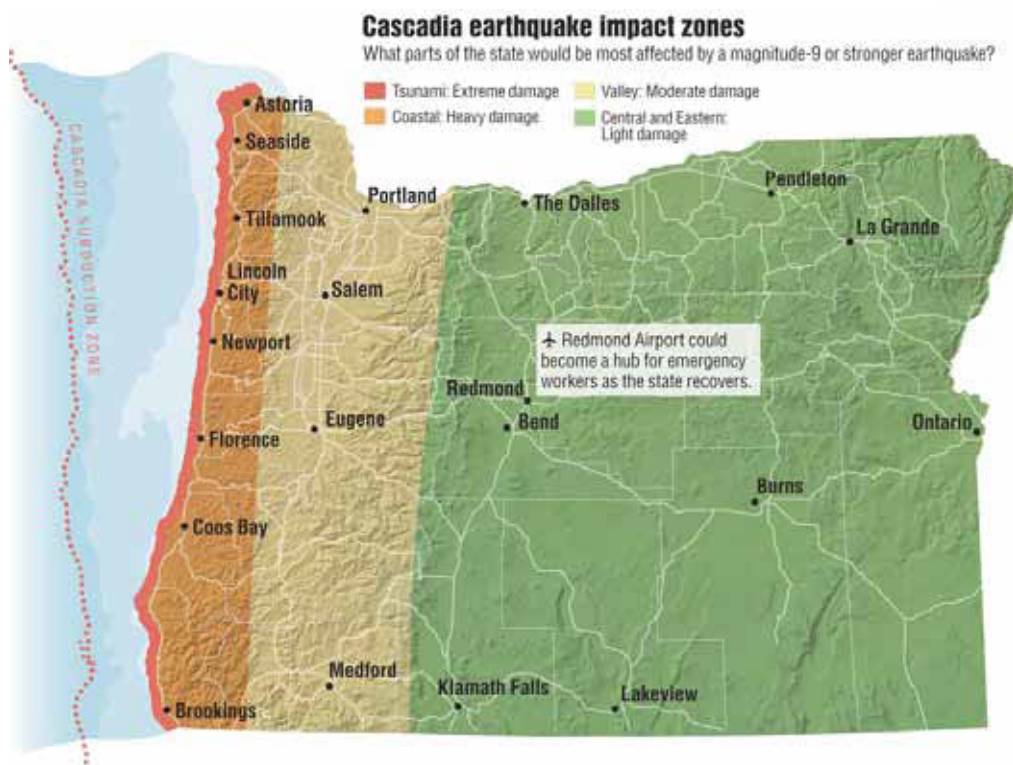 Cascadia earthquake impact zones
What parts of the state would be most affected by a magnitude-9 or stronger earthquake?
Tsunami: Extreme damage
Coastal: Heavy damage
Valley: Moderate damage
Central and Eastern:
Light damage
CASCADIA SUBDUCTION ZONE
Astoria
Seaside
Portland
Pendleton
The Dalles
Tillamook
La Grande
Lincoln
City
Salem
Newport
Redmond Airport could
become a hub for emergency
workers as the state recovers.
Redmond
Bend
Eugene
Ontario
Florence
Burns
Coos Bay
Medford
Klamath Falls
Lakeview
Brookings